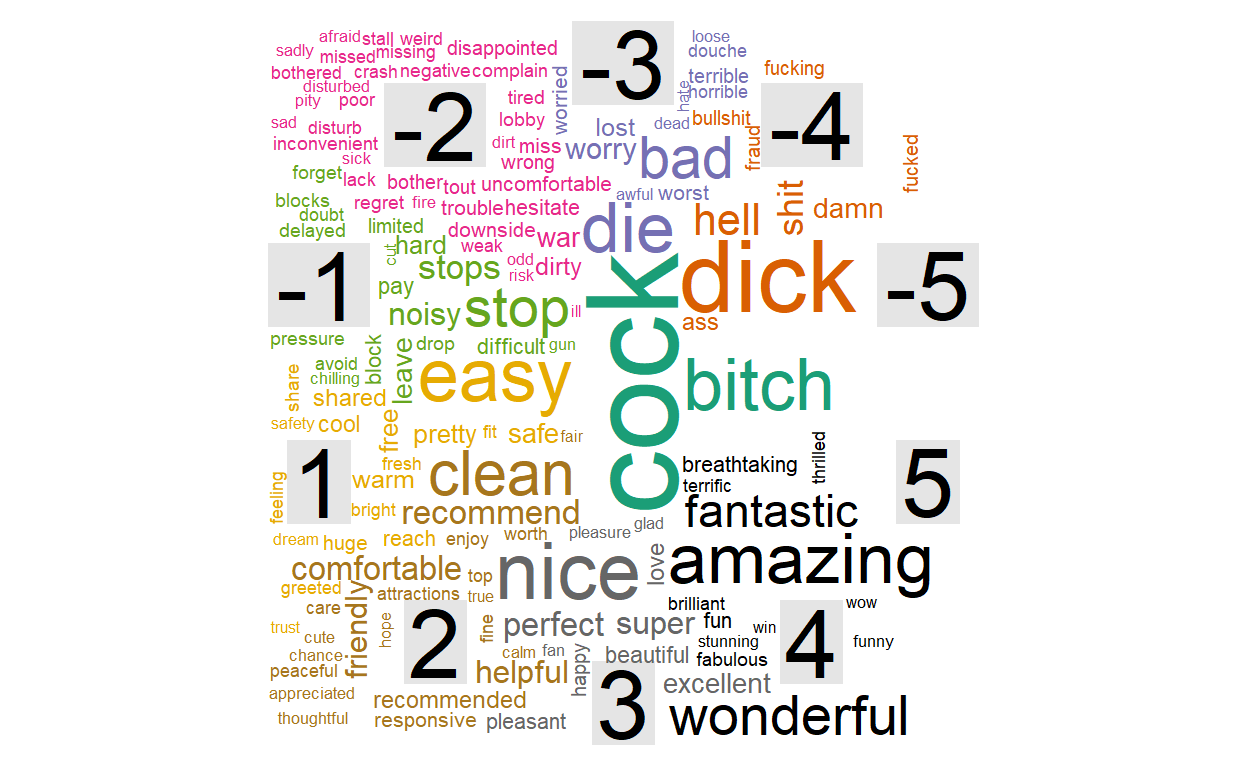 afraid stall weird
sadly missed missing disappointed
-3
loose
douche
bothered crash negative complain
terrible fucking
disturbed
horrible
pity poor
-2
tired
worried
hate
-4
sad disturb
lobby
lost dead bullshit
inconvenient
dirt miss
worry bad
fraud
sick
wrong
fucked
forget lack bother tout uncomfortable
awful worst
shit
blocks regret fire trouble hesitate
die hell damn
doubt
delayed limited downside war
-1
cut hard weak
odd
stops risk dirty
cock dick
-5
pay
noisy stop ill
ass
pressure
block leave drop difficult gun
avoid
chilling
easy
bitch
share shared
safety cool free pretty fit safe fair
1
fresh
clean
breathtaking
thrilled
5
feeling
warm
terrific
bright recommend
fantastic
glad
dream huge reach enjoy worth pleasure
comfortable top nice love amazing
greeted
friendly attractions true
care
hope
2
brilliant
4
wow
trust cute
fine perfect super fun win
stunning funny
chance
calm fan beautiful fabulous
peaceful
helpful happy
3
excellent
appreciated recommended
wonderful
thoughtful responsive pleasant